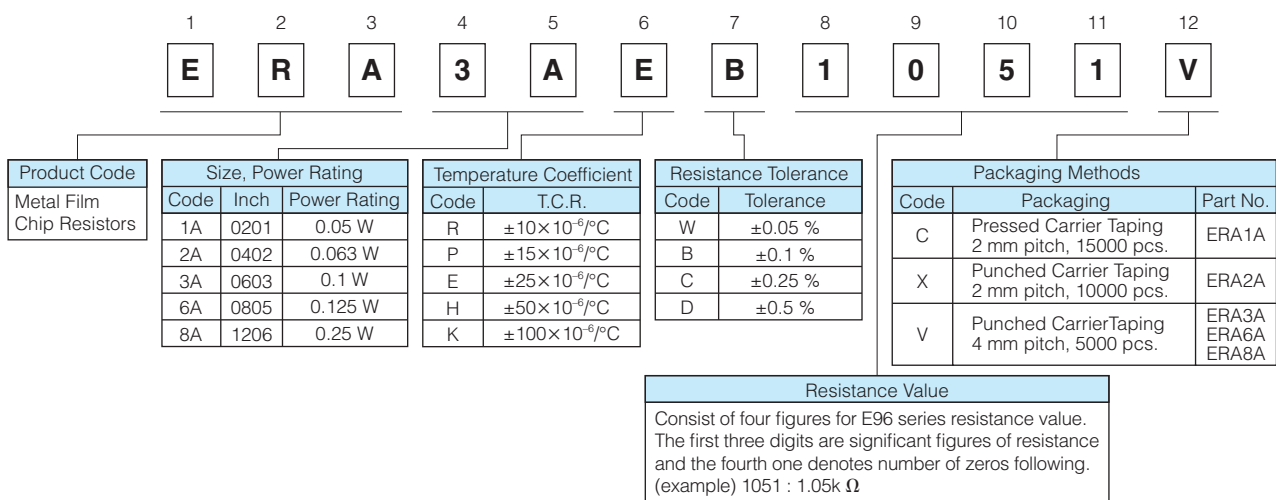 1 2 3 4 5 6 7 8 9 10 11 12
E R A 3 A E B 1 0 5 1 V
Product Code
Metal Film
Chip Resistors
Size, Power Rating
Code Inch Power Rating
1A 0201 0.05 W
2A 0402 0.063 W
3A 0603 0.1 W
6A 0805 0.125 W
8A 1206 0.25 W
Temperature Coefficient
Code T.C.R.
R ±10×10⁻⁶/°C
P ±15×10⁻⁶/°C
E ±25×10⁻⁶/°C
H ±50×10⁻⁶/°C
K ±100×10⁻⁶/°C
Resistance Tolerance
Code Tolerance
W ±0.05 %
B ±0.1 %
C ±0.25 %
D ±0.5 %
Packaging Methods
Code Packaging Part No.
C Pressed Carrier Taping
2 mm pitch, 15000 pcs. ERA1A
X Punched Carrier Taping
2 mm pitch, 10000 pcs. ERA2A
V Punched CarrierTaping
4 mm pitch, 5000 pcs.
ERA3A
ERA6A
ERA8A
Resistance Value
Consist of four figures for E96 series resistance value.
The first three digits are significant figures of resistance
and the fourth one denotes number of zeros following.
(example) 1051 : 1.05k Ω